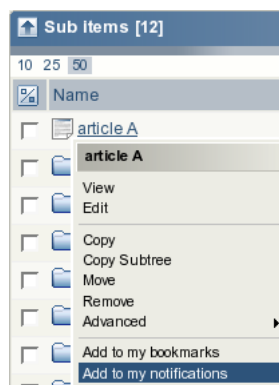 Sub items [12]
10 25 50
Name
article A
article A
View
Edit
Copy
Copy Subtree
Move
Remove
Advanced
Add to my bookmarks
Add to my notifications